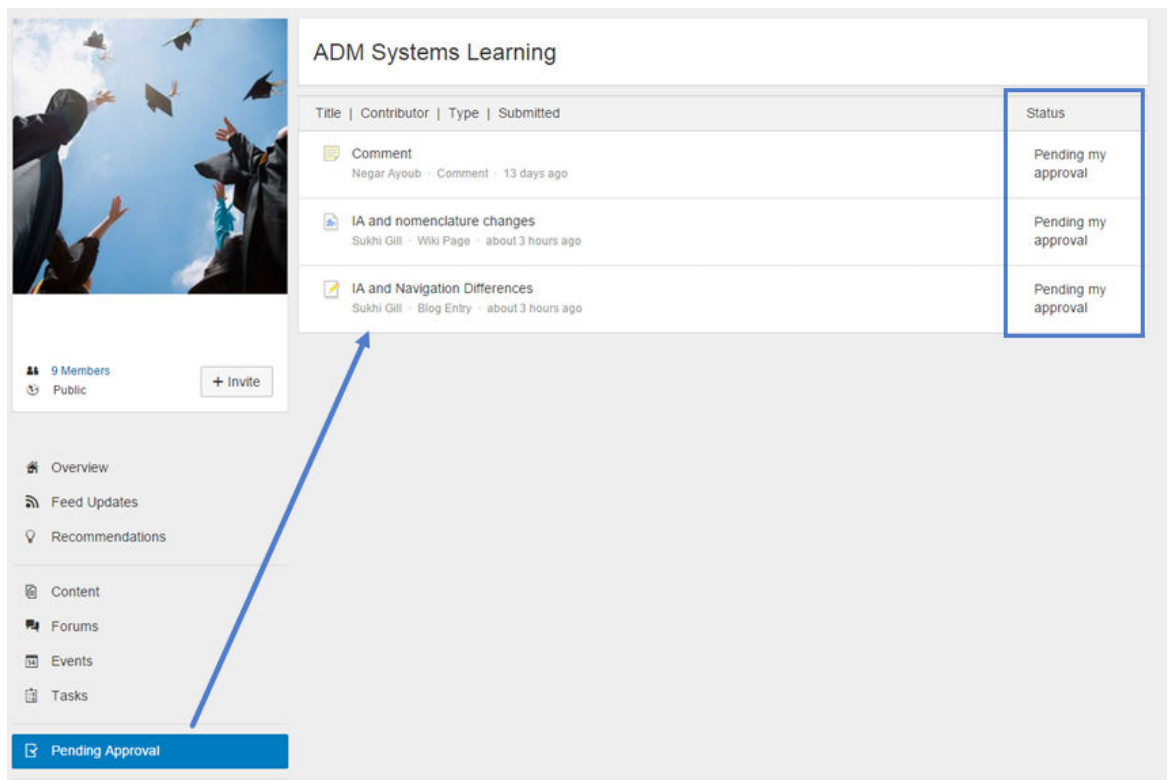 ADM Systems Learning
Title | Contributor | Type | Submitted
Status
Comment
Negar Ayoub · Comment · 13 days ago
Pending my
approval
IA and nomenclature changes
Sukhi Gill · Wiki Page · about 3 hours ago
Pending my
approval
IA and Navigation Differences
Sukhi Gill · Blog Entry · about 3 hours ago
Pending my
approval
9 Members
Public
+ Invite
Overview
Feed Updates
Recommendations
Content
Forums
14
Events
Tasks
Pending Approval